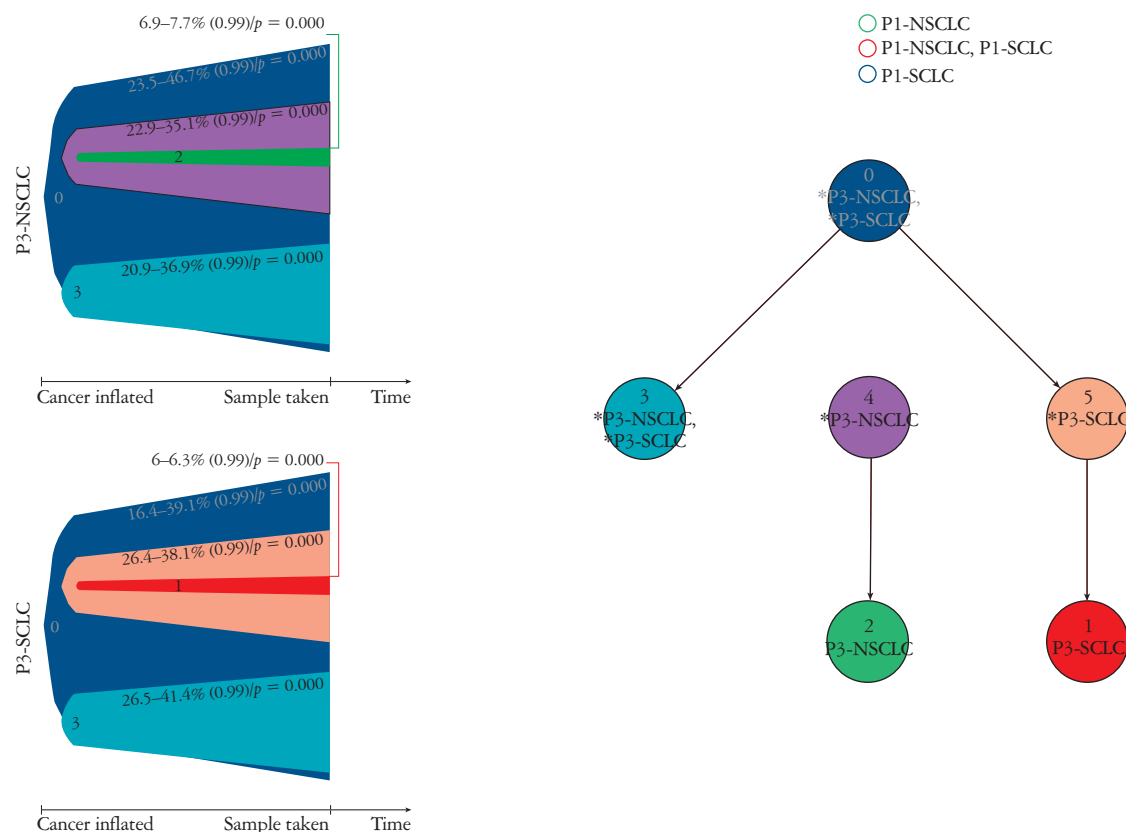 6.9–7.7% (0.99)/p = 0.000
23.5–46.7% (0.99)/p = 0.000
22.9–35.1% (0.99)/p = 0.000
2
0
P3-NSCLC
20.9–36.9% (0.99)/p = 0.000
3
Cancer inflated
Sample taken
Time
6–6.3% (0.99)/p = 0.000
16.4–39.1% (0.99)/p = 0.000
26.4–38.1% (0.99)/p = 0.000
1
0
P3-SCLC
26.5–41.4% (0.99)/p = 0.000
3
Cancer inflated
Sample taken
Time
P1-NSCLC
P1-NSCLC, P1-SCLC
P1-SCLC
0
*P3-NSCLC,
*P3-SCLC
3
*P3-NSCLC,
*P3-SCLC
4
*P3-NSCLC
5
*P3-SCLC
2
P3-NSCLC
1
P3-SCLC